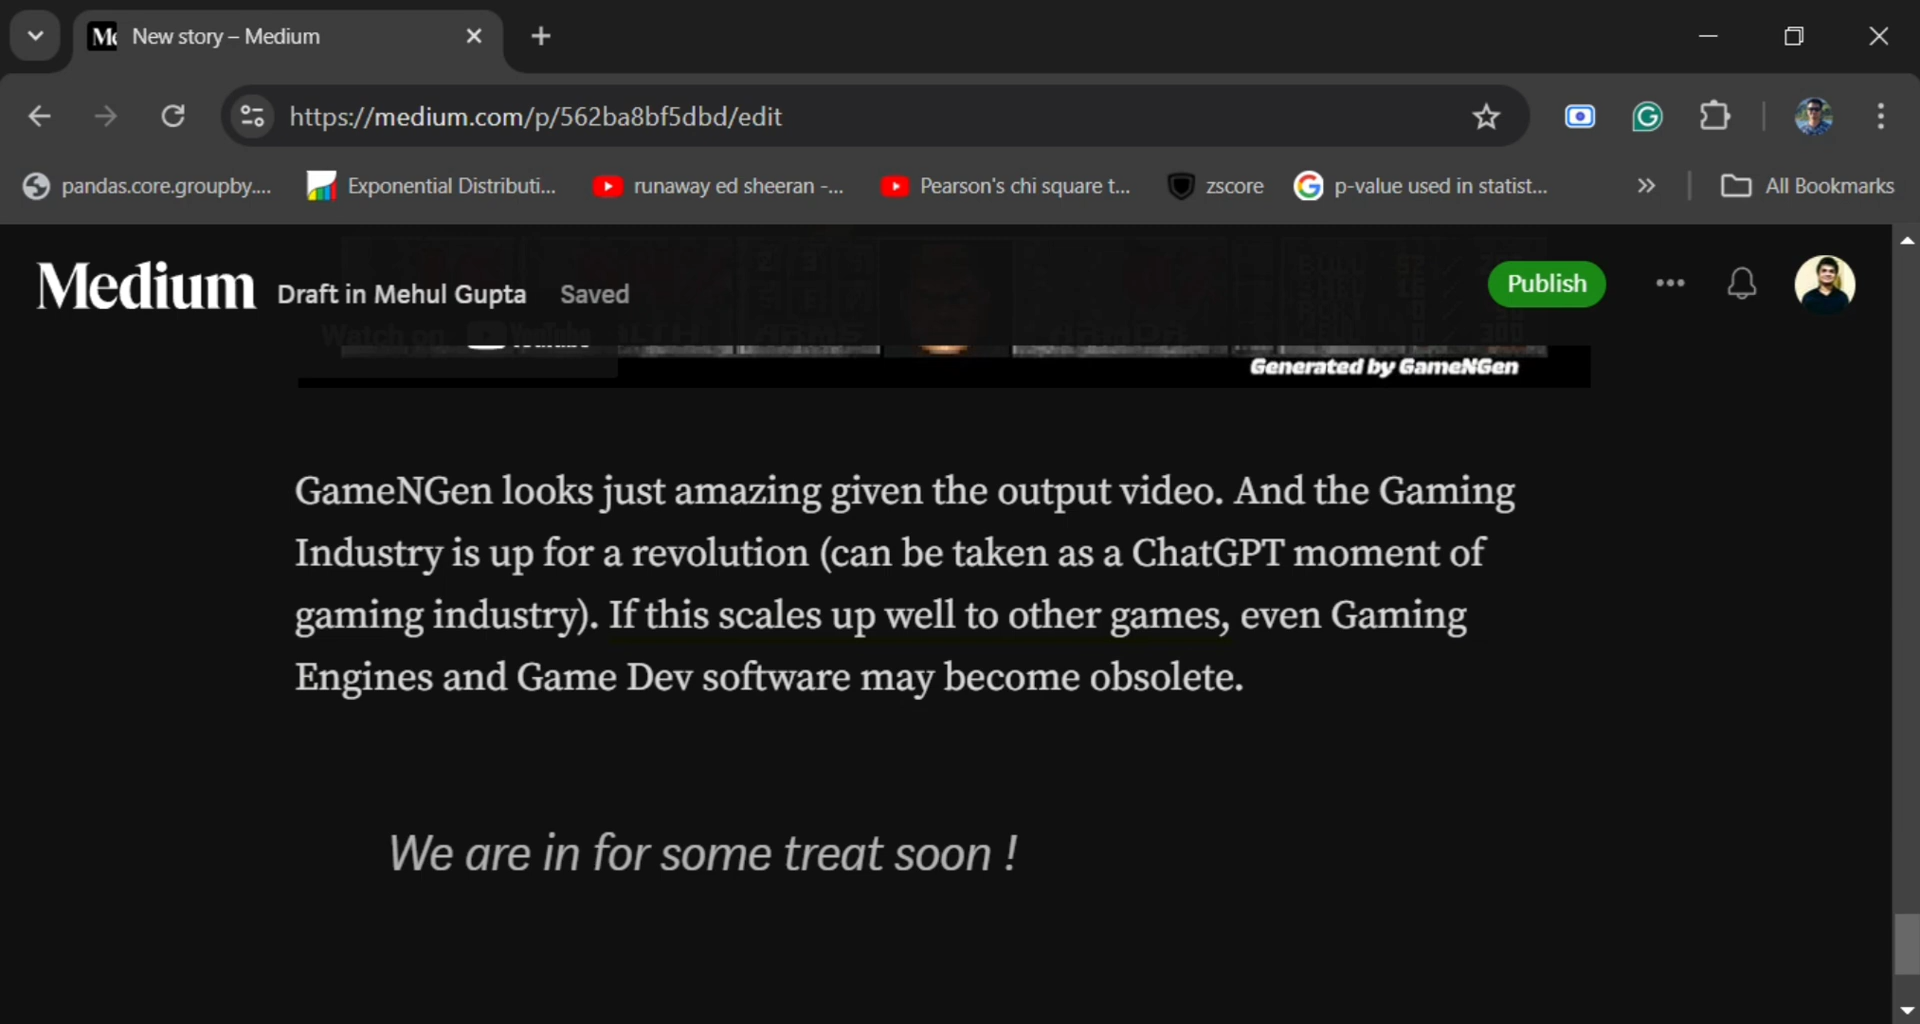 New story – Medium
https://medium.com/p/562ba8bf5dbd/edit
pandas.core.groupby.... Exponential Distributi... runaway ed sheeran -... Pearson's chi square t... zscore p-value used in statist... All Bookmarks
Medium Draft in Mehul Gupta Saved Publish
Watch on YouTube
ARMS
Generated by GameNGen
GameNGen looks just amazing given the output video. And the Gaming
Industry is up for a revolution (can be taken as a ChatGPT moment of
gaming industry). If this scales up well to other games, even Gaming
Engines and Game Dev software may become obsolete.
We are in for some treat soon !